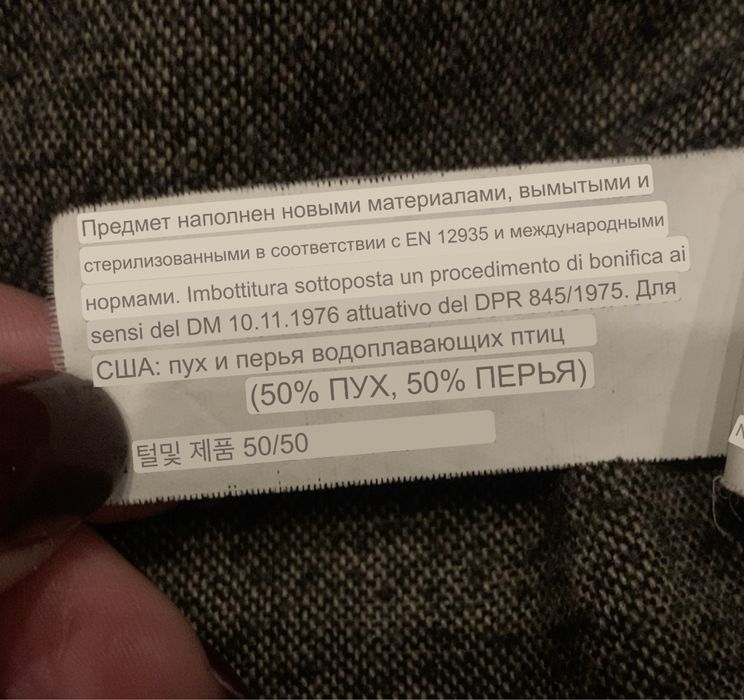 Предмет наполнен новыми материалами, вымытыми и
стерилизованными в соответствии с EN 12935 и международными
нормами. Imbottitura sottoposta un procedimento di bonifica ai
sensi del DM 10.11.1976 attuativo del DPR 845/1975. Для
США: пух и перья водоплавающих птиц
(50% ПУХ, 50% ПЕРЬЯ)
털및 제품 50/50